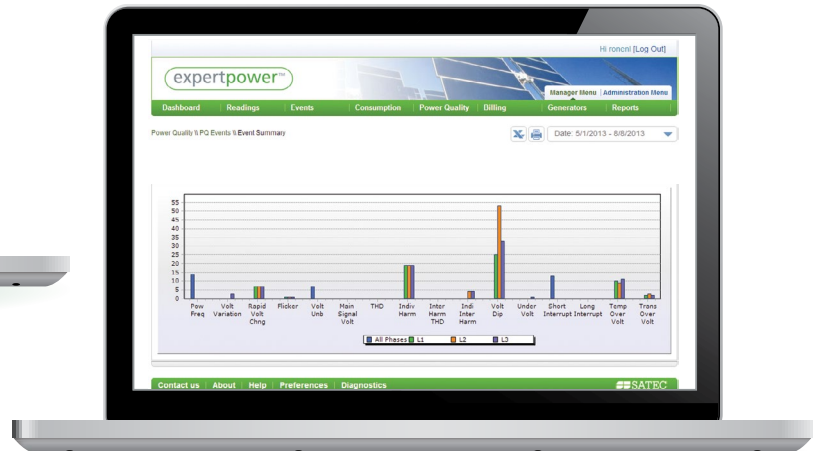 Hi ronenl [Log Out]
expertpower™
Manager Menu | Administration Menu
Dashboard | Readings | Events | Consumption | Power Quality | Billing | Generators | Reports
Power Quality \\ PQ Events \\ Event Summary
Date: 5/1/2013 - 8/8/2013
55
50
45
40
35
30
25
20
15
10
5
0
Pow Volt Rapid Flicker Volt Main THD Indiv Inter Indi Volt Under Short Long Temp Trans
Freq Variation Volt Unb Signal Harm Harm Inter Dip Volt Interrupt Interrupt Over Over
Chng Volt THD Harm Volt Volt
All Phases L1 L2 L3
Contact us | About | Help | Preferences | Diagnostics
SATEC